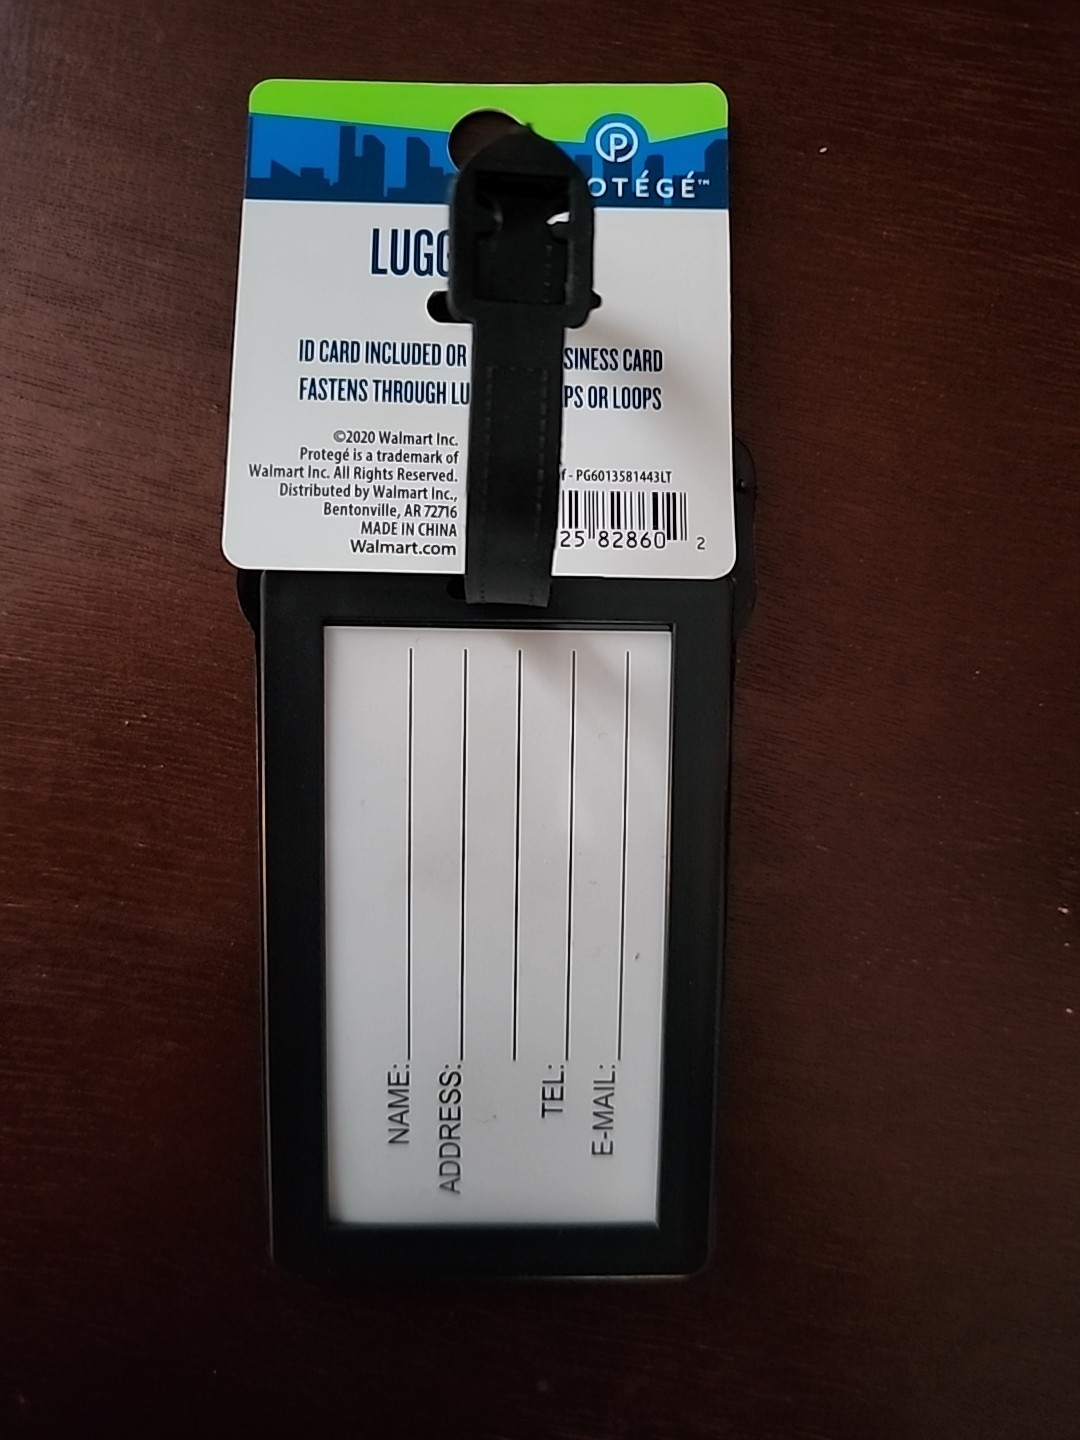 P
OTÉGÉ™
LUGG
ID CARD INCLUDED OR SINESS CARD
FASTENS THROUGH LU PS OR LOOPS
©2020 Walmart Inc.
Protegé is a trademark of
Walmart Inc. All Rights Reserved.
Distributed by Walmart Inc.,
Bentonville, AR 72716
MADE IN CHINA
Walmart.com
f - PG6013581443LT
25 82860 2
NAME:
ADDRESS:
TEL:
E-MAIL: